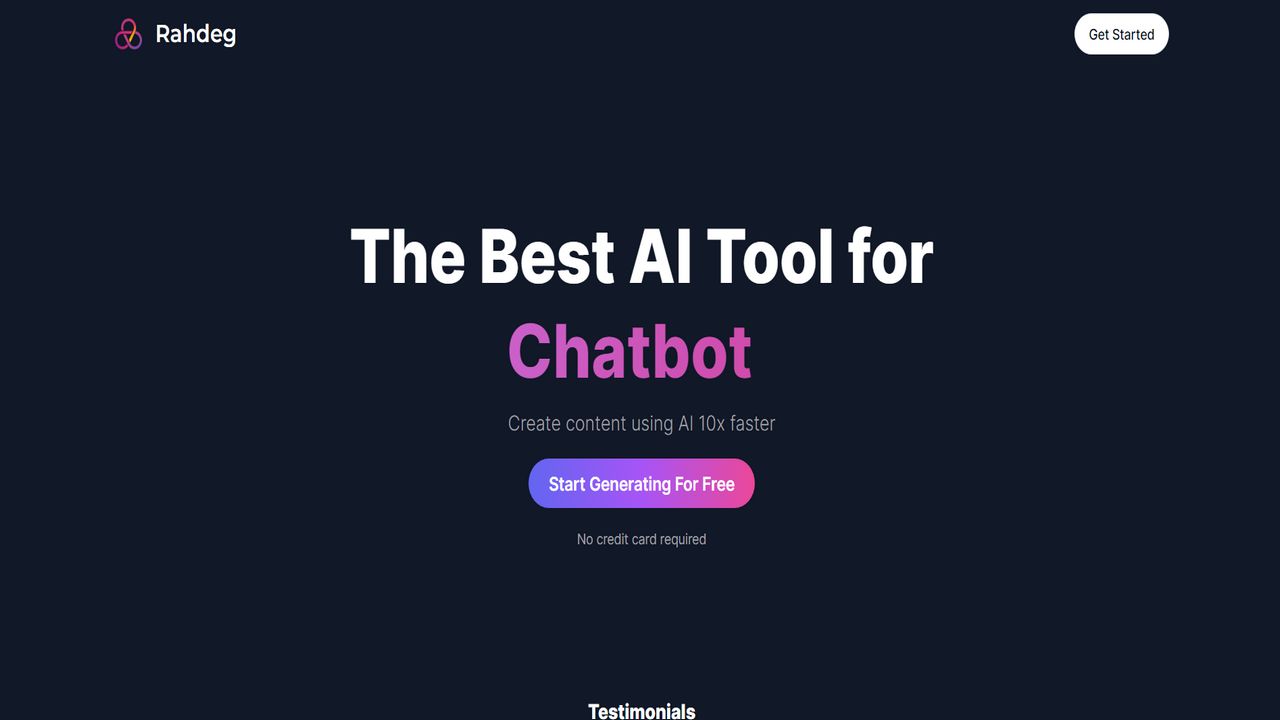 Rahdeg
Get Started
The Best AI Tool for
Chatbot
Create content using AI 10x faster
Start Generating For Free
No credit card required
Testimonials